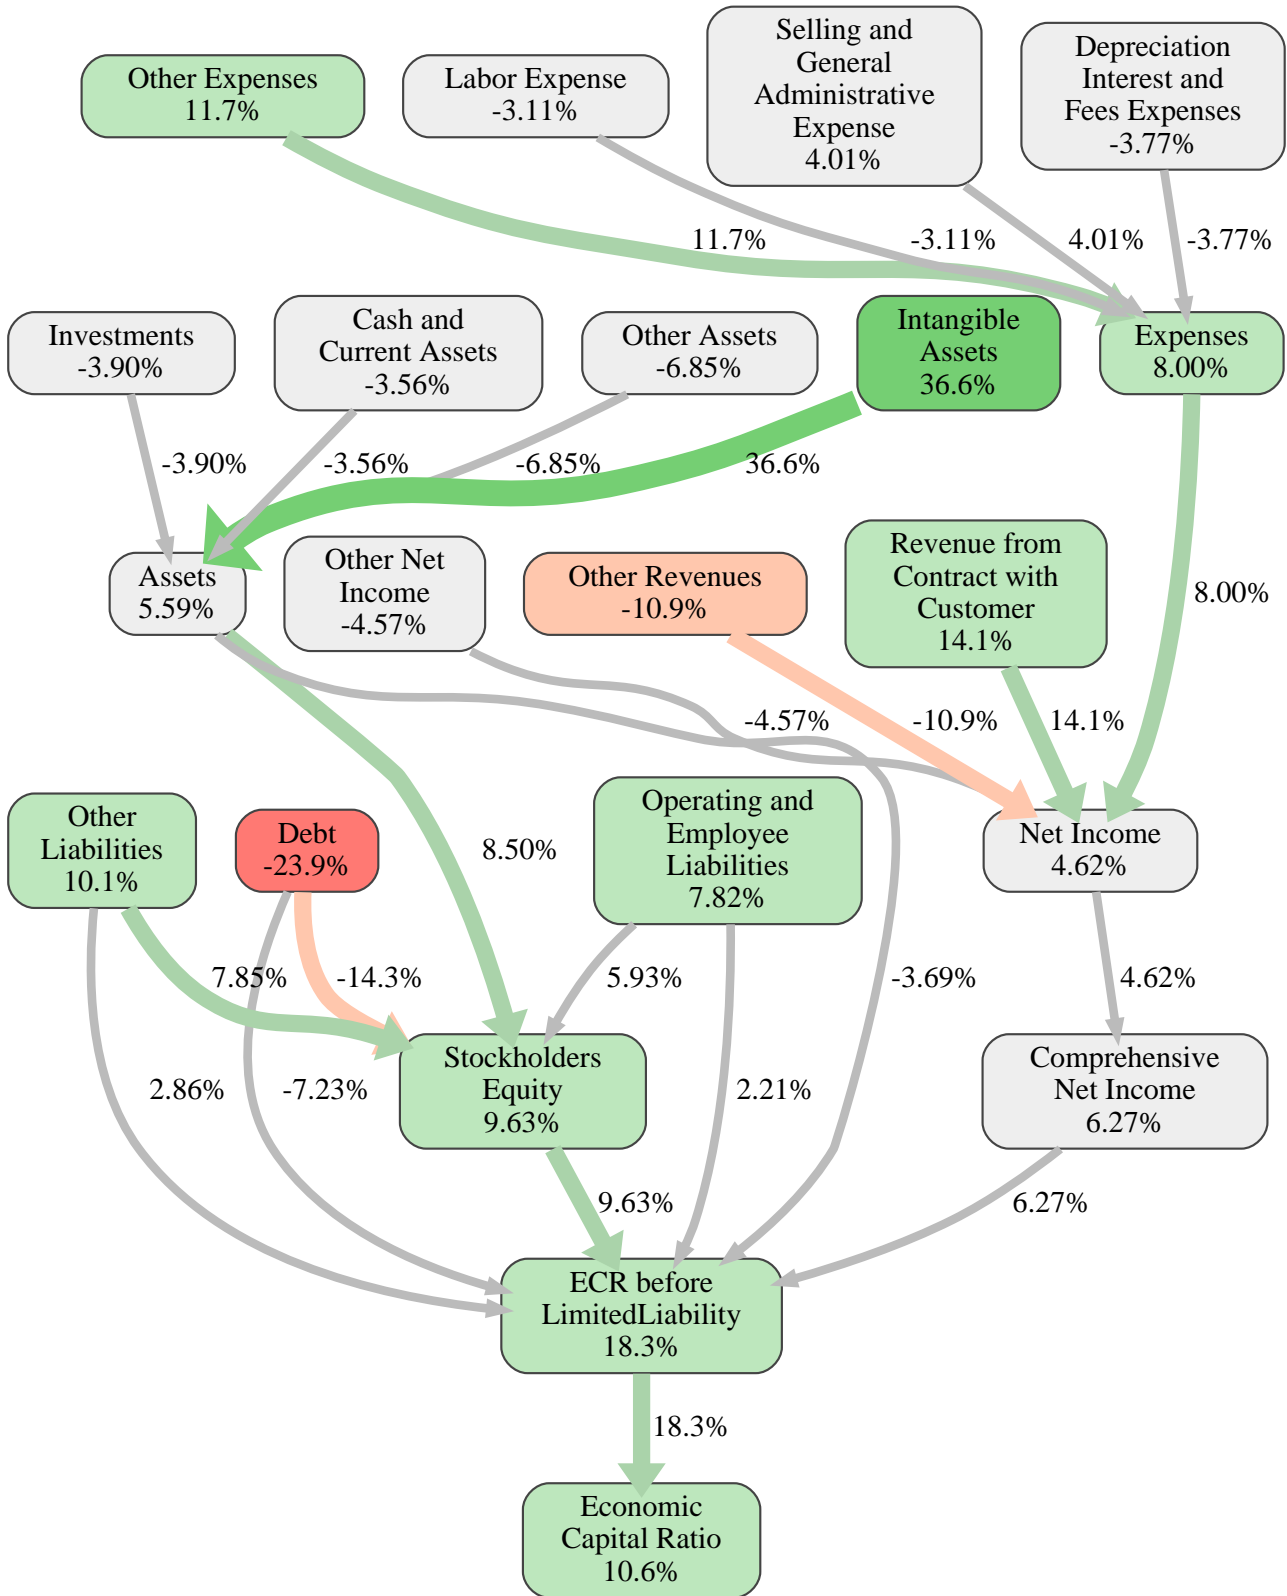 Other Expenses
11.7%
Labor Expense
-3.11%
Selling and
General
Administrative
Expense
4.01%
Depreciation
Interest and
Fees Expenses
-3.77%
11.7%
-3.11%
4.01%
-3.77%
Investments
-3.90%
Cash and
Current Assets
-3.56%
Other Assets
-6.85%
Intangible
Assets
36.6%
Expenses
8.00%
-3.90%
-3.56%
-6.85%
36.6%
8.00%
Assets
5.59%
Other Net
Income
-4.57%
Other Revenues
-10.9%
Revenue from
Contract with
Customer
14.1%
-4.57%
-10.9%
14.1%
Other
Liabilities
10.1%
Debt
-23.9%
8.50%
Operating and
Employee
Liabilities
7.82%
Net Income
4.62%
7.85%
-14.3%
5.93%
-3.69%
4.62%
2.86%
-7.23%
Stockholders
Equity
9.63%
2.21%
Comprehensive
Net Income
6.27%
9.63%
6.27%
ECR before
LimitedLiability
18.3%
18.3%
Economic
Capital Ratio
10.6%